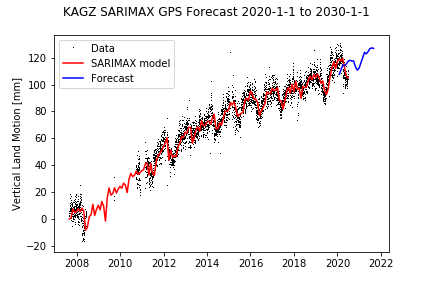 KAGZ SARIMAX GPS Forecast 2020-1-1 to 2030-1-1
Data
SARIMAX model
Forecast
Vertical Land Motion [mm]
120
100
80
60
40
20
0
−20
2008 2010 2012 2014 2016 2018 2020 2022